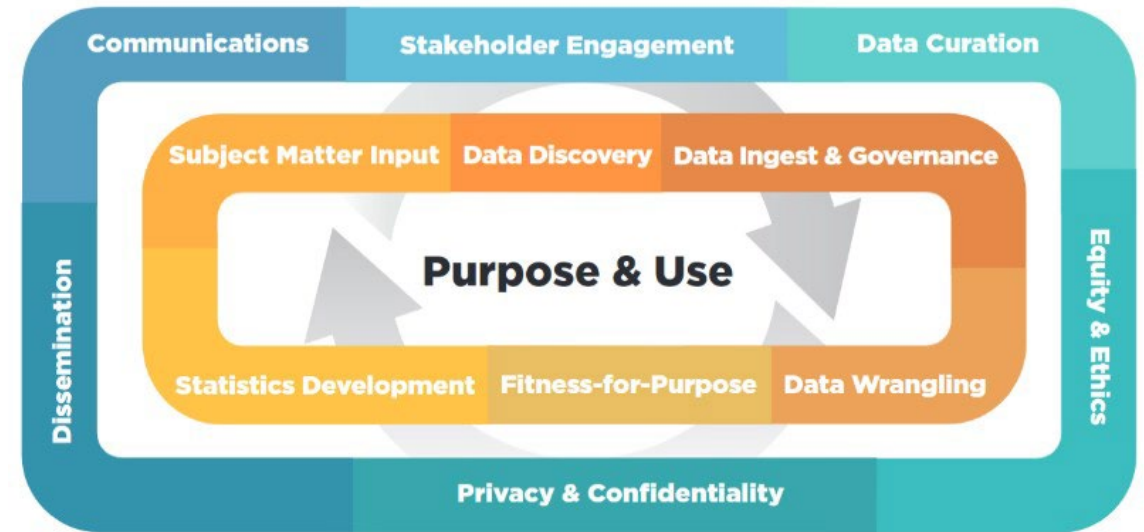 Communications
Stakeholder Engagement
Data Curation
Subject Matter Input
Data Discovery
Data Ingest & Governance
Purpose & Use
Equity & Ethics
Dissemination
Statistics Development
Fitness-for-Purpose
Data Wrangling
Privacy & Confidentiality